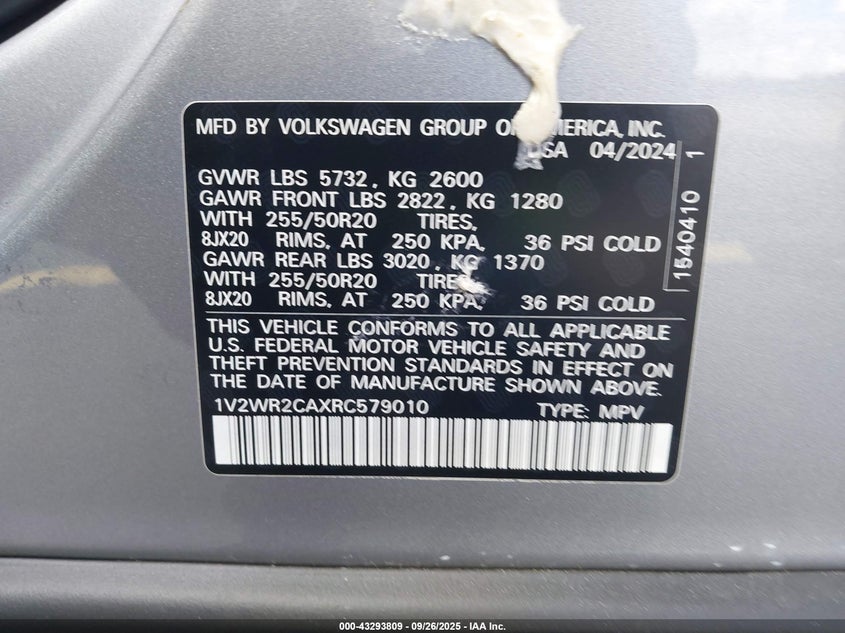 MFD BY VOLKSWAGEN GROUP OF AMERICA, INC.
USA 04/2024
GVWR LBS 5732, KG 2600
GAWR FRONT LBS 2822, KG 1280
WITH 255/50R20 TIRES,
8JX20 RIMS, AT 250 KPA, 36 PSI COLD
GAWR REAR LBS 3020, KG 1370
WITH 255/50R20 TIRES,
8JX20 RIMS, AT 250 KPA, 36 PSI COLD
1540410 1
THIS VEHICLE CONFORMS TO ALL APPLICABLE
U.S. FEDERAL MOTOR VEHICLE SAFETY AND
THEFT PREVENTION STANDARDS IN EFFECT ON
THE DATE OF MANUFACTURE SHOWN ABOVE.
1V2WR2CAXRC579010 TYPE: MPV
000-43293809 - 09/26/2025 - IAA Inc.